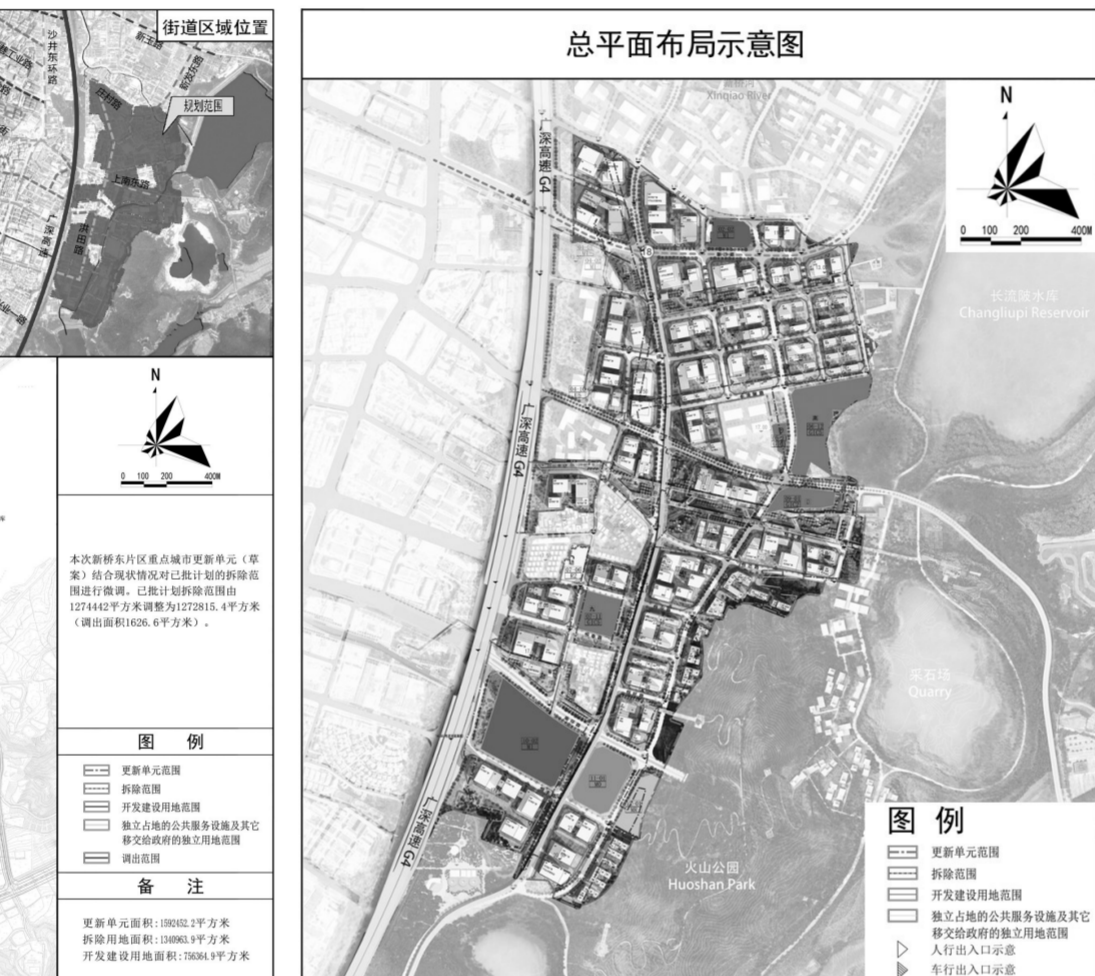 街道区域位置
沙井东环路
新玉路
庄村路
规划范围
上南东路
广深高速
洪田路
N
0 100 200 400M
本次新桥东片区重点城市更新单元（草
案）结合现状情况对已批计划的拆除范
围进行微调。已批计划拆除范围由
1274442平方米调整为1272815.4平方米
（调出面积1626.6平方米）。
图 例
更新单元范围
拆除范围
开发建设用地范围
独立占地的公共服务设施及其它
移交给政府的独立用地范围
调出范围
备 注
更新单元面积:1592452.2平方米
拆除用地面积:1340963.9平方米
开发建设用地面积:756364.9平方米
总平面布局示意图
Xinqiao River
广深高速 G4
N
0 100 200 400M
长流陂水库
Changliupi Reservoir
广深高速 G4
采石场
Quarry
广深高速 G4
火山公园
Huoshan Park
图 例
更新单元范围
拆除范围
开发建设用地范围
独立占地的公共服务设施及其它
移交给政府的独立用地范围
人行出入口示意
车行出入口示意